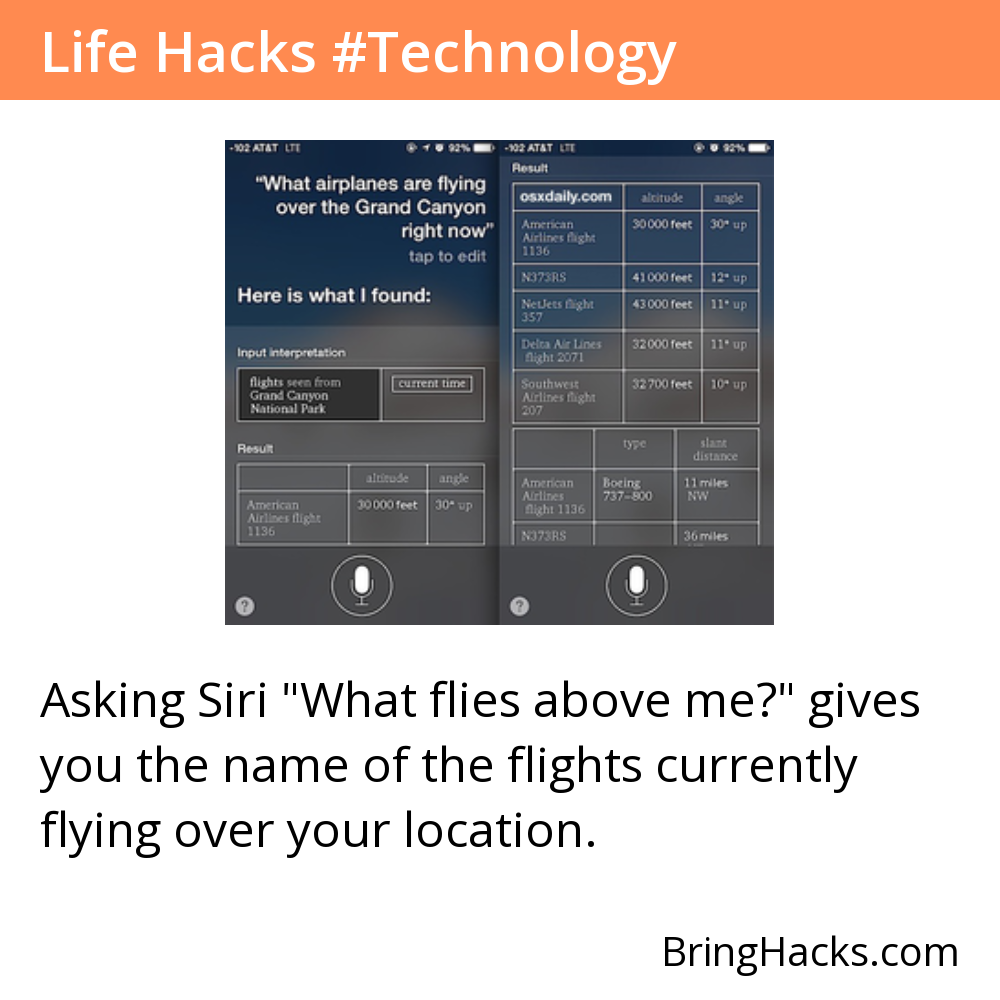 Life Hacks #Technology
-102 AT&T LTE 92%
"What airplanes are flying
over the Grand Canyon
right now"
tap to edit
Here is what I found:
Input interpretation
flights seen from
Grand Canyon
National Park
current time
Result
altitude angle
American
Airlines flight
1136
30000 feet 30° up
?
-102 AT&T LTE 92%
Result
osxdaily.com altitude angle
American
Airlines flight
1136
30000 feet 30° up
N373RS 41000 feet 12° up
NetJets flight
357
43000 feet 11° up
Delta Air Lines
flight 2071
32000 feet 11° up
Southwest
Airlines flight
207
32700 feet 10° up
type slant
distance
American
Airlines
flight 1136
Boeing
737-800
11 miles
NW
N373RS 36 miles
?
Asking Siri "What flies above me?" gives
you the name of the flights currently
flying over your location.
BringHacks.com